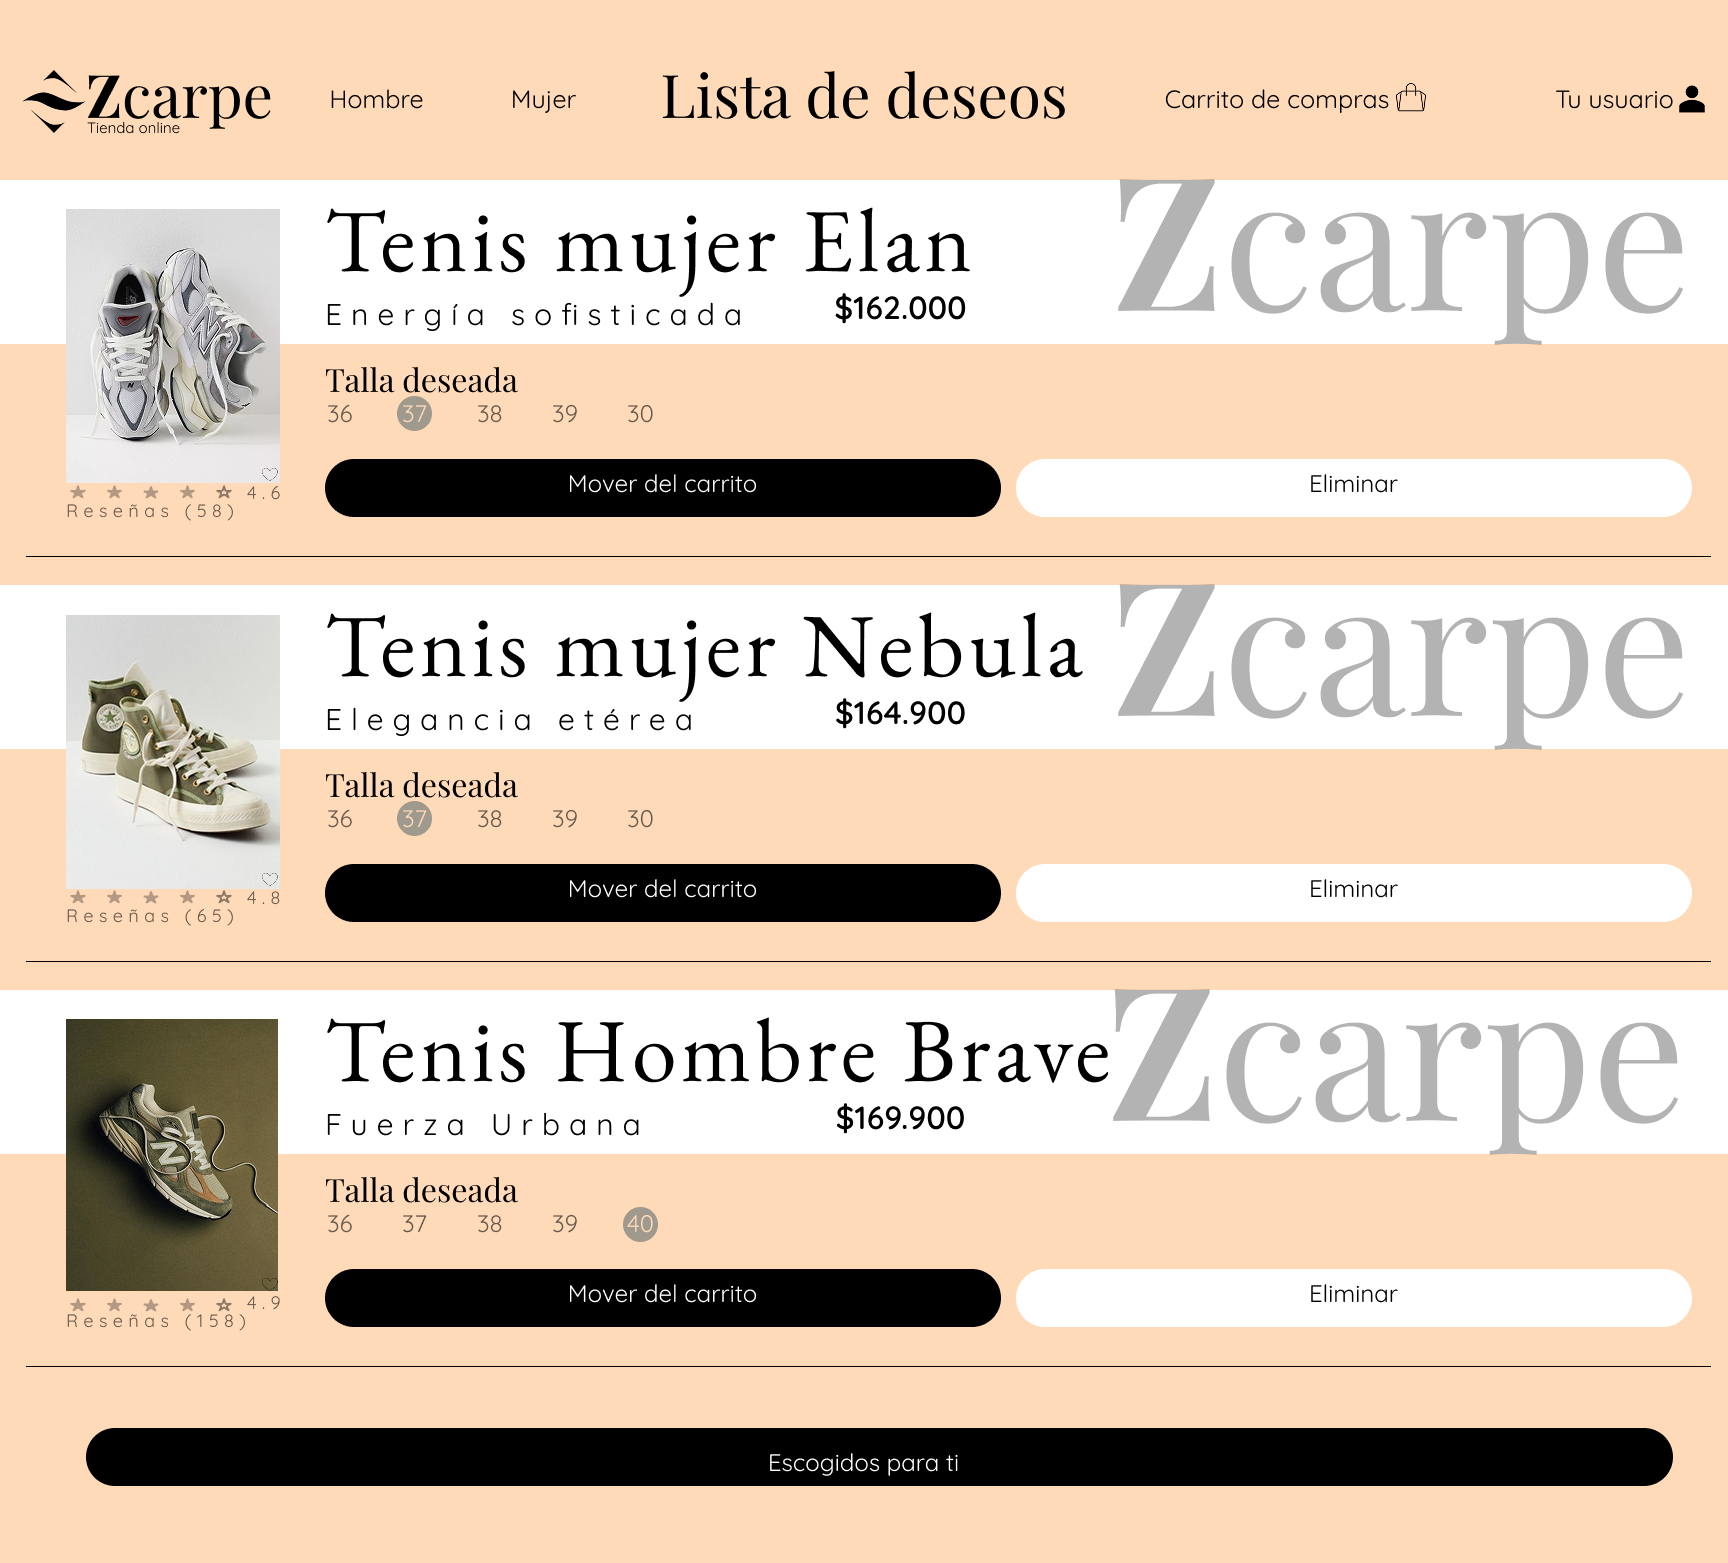 Zcarpe
Tienda online
Hombre
Mujer
Lista de deseos
Carrito de compras
Tu usuario
Tenis mujer Elan
Zcarpe
Energía sofisticada
$162.000
Talla deseada
36 37 38 39 30
4.6
Reseñas (58)
Mover del carrito
Eliminar
Tenis mujer Nebula
Zcarpe
Elegancia etérea
$164.900
Talla deseada
36 37 38 39 30
4.8
Reseñas (65)
Mover del carrito
Eliminar
Tenis Hombre Brave
Zcarpe
Fuerza Urbana
$169.900
Talla deseada
36 37 38 39 40
4.9
Reseñas (158)
Mover del carrito
Eliminar
Escogidos para ti